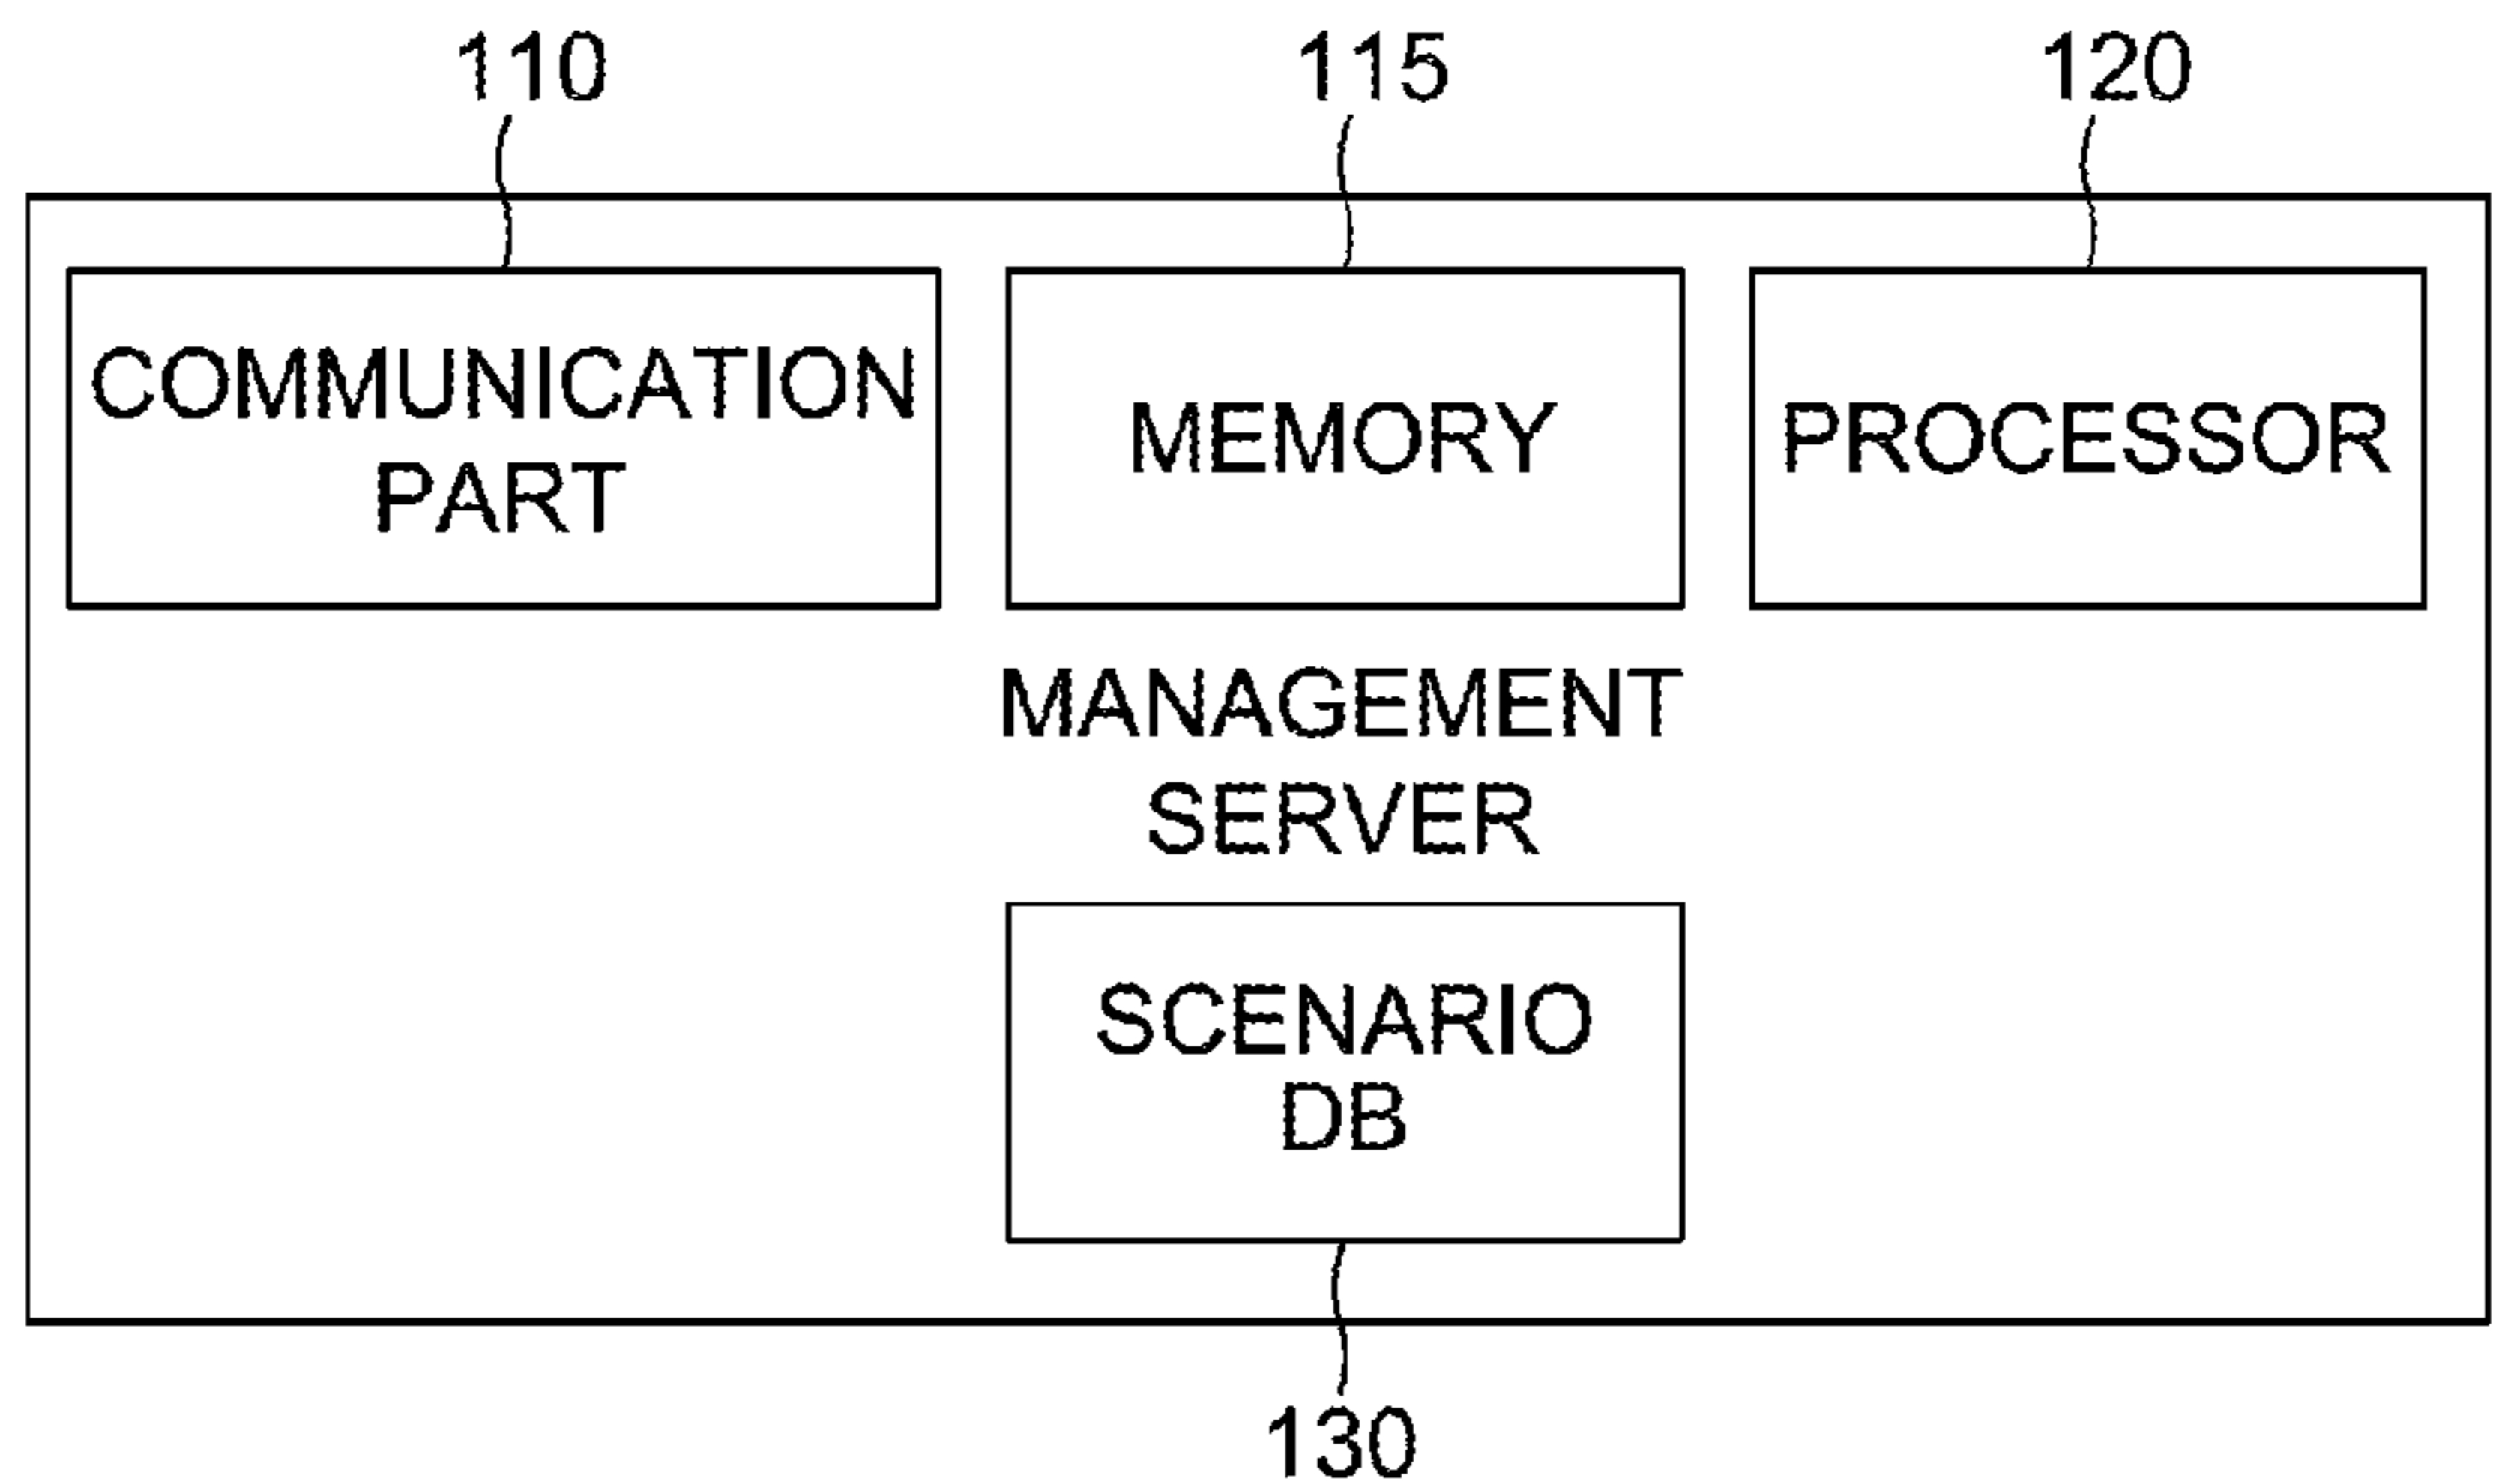 110
115
120
COMMUNICATION
PART
MEMORY
PROCESSOR
MANAGEMENT
SERVER
SCENARIO
DB
130